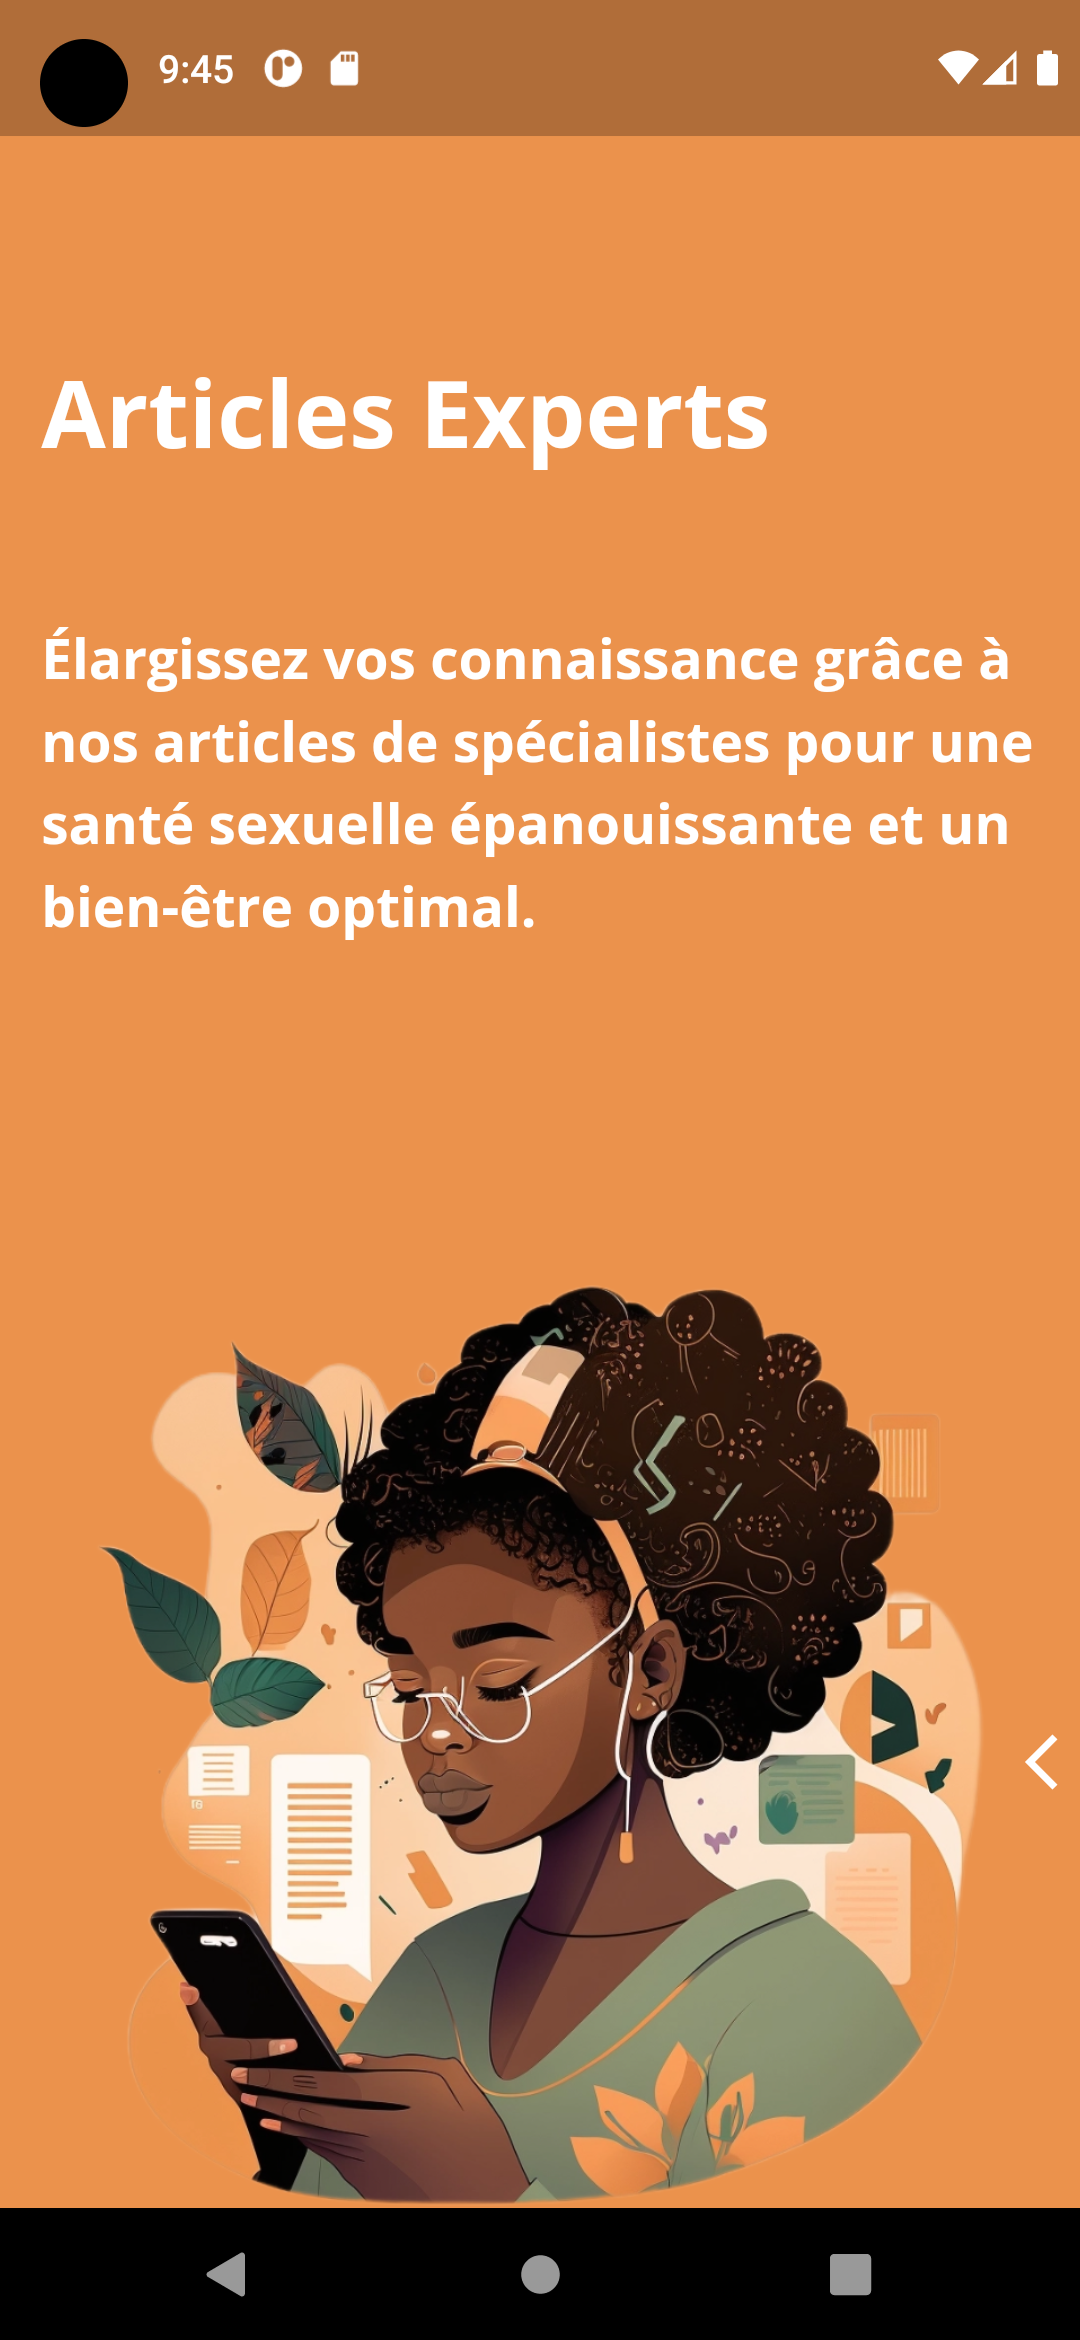 9:45
Articles Experts
Élargissez vos connaissance grâce à
nos articles de spécialistes pour une
santé sexuelle épanouissante et un
bien-être optimal.